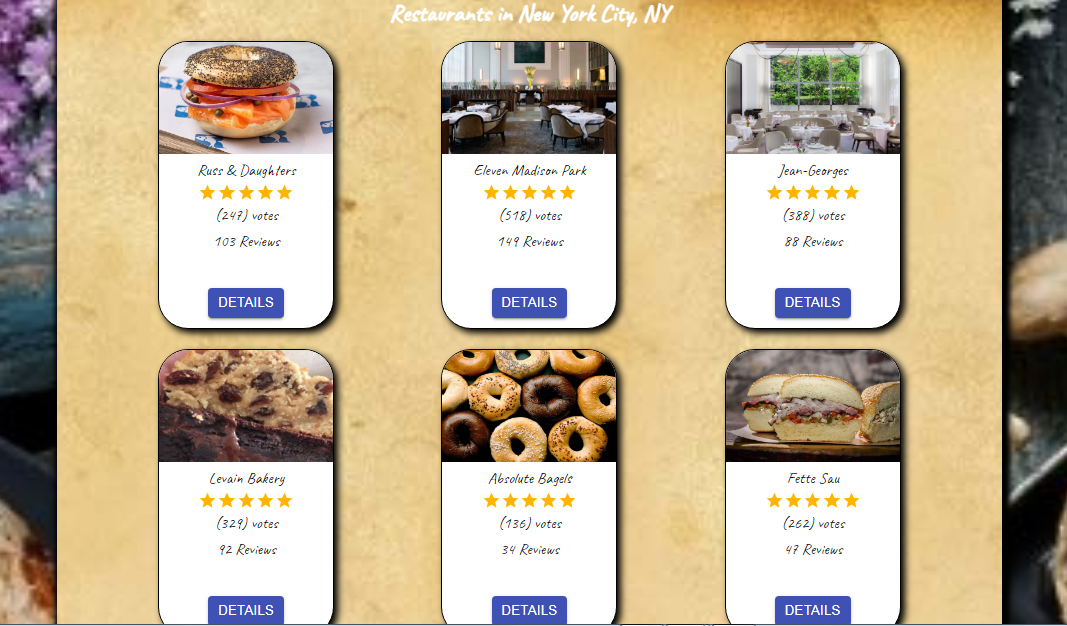 Restaurants in New York City, NY
Russ & Daughters
(247) votes
103 Reviews
DETAILS
Eleven Madison Park
(518) votes
149 Reviews
DETAILS
Jean-Georges
(388) votes
88 Reviews
DETAILS
Levain Bakery
(329) votes
92 Reviews
DETAILS
Absolute Bagels
(136) votes
34 Reviews
DETAILS
Fette Sau
(262) votes
47 Reviews
DETAILS